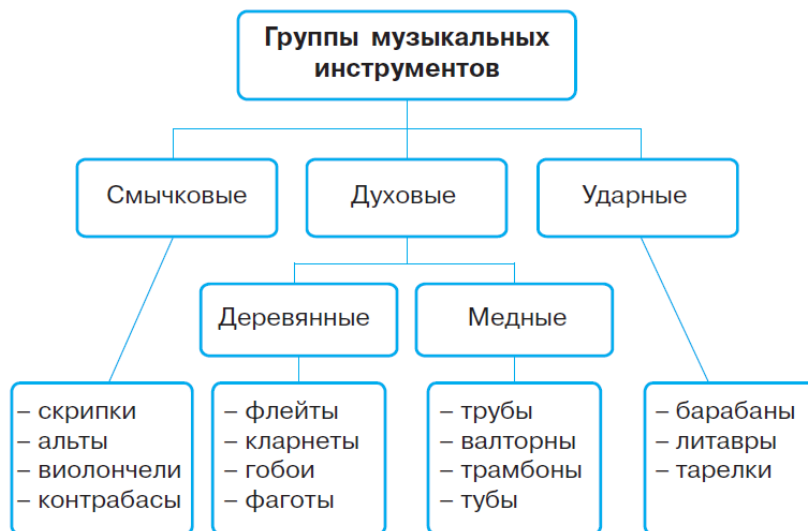 Группы музыкальных
инструментов
Смычковые
Духовые
Ударные
Деревянные
Медные
– скрипки
– альты
– виолончели
– контрабасы
– флейты
– кларнеты
– гобои
– фаготы
– трубы
– валторны
– трамбоны
– тубы
– барабаны
– литавры
– тарелки